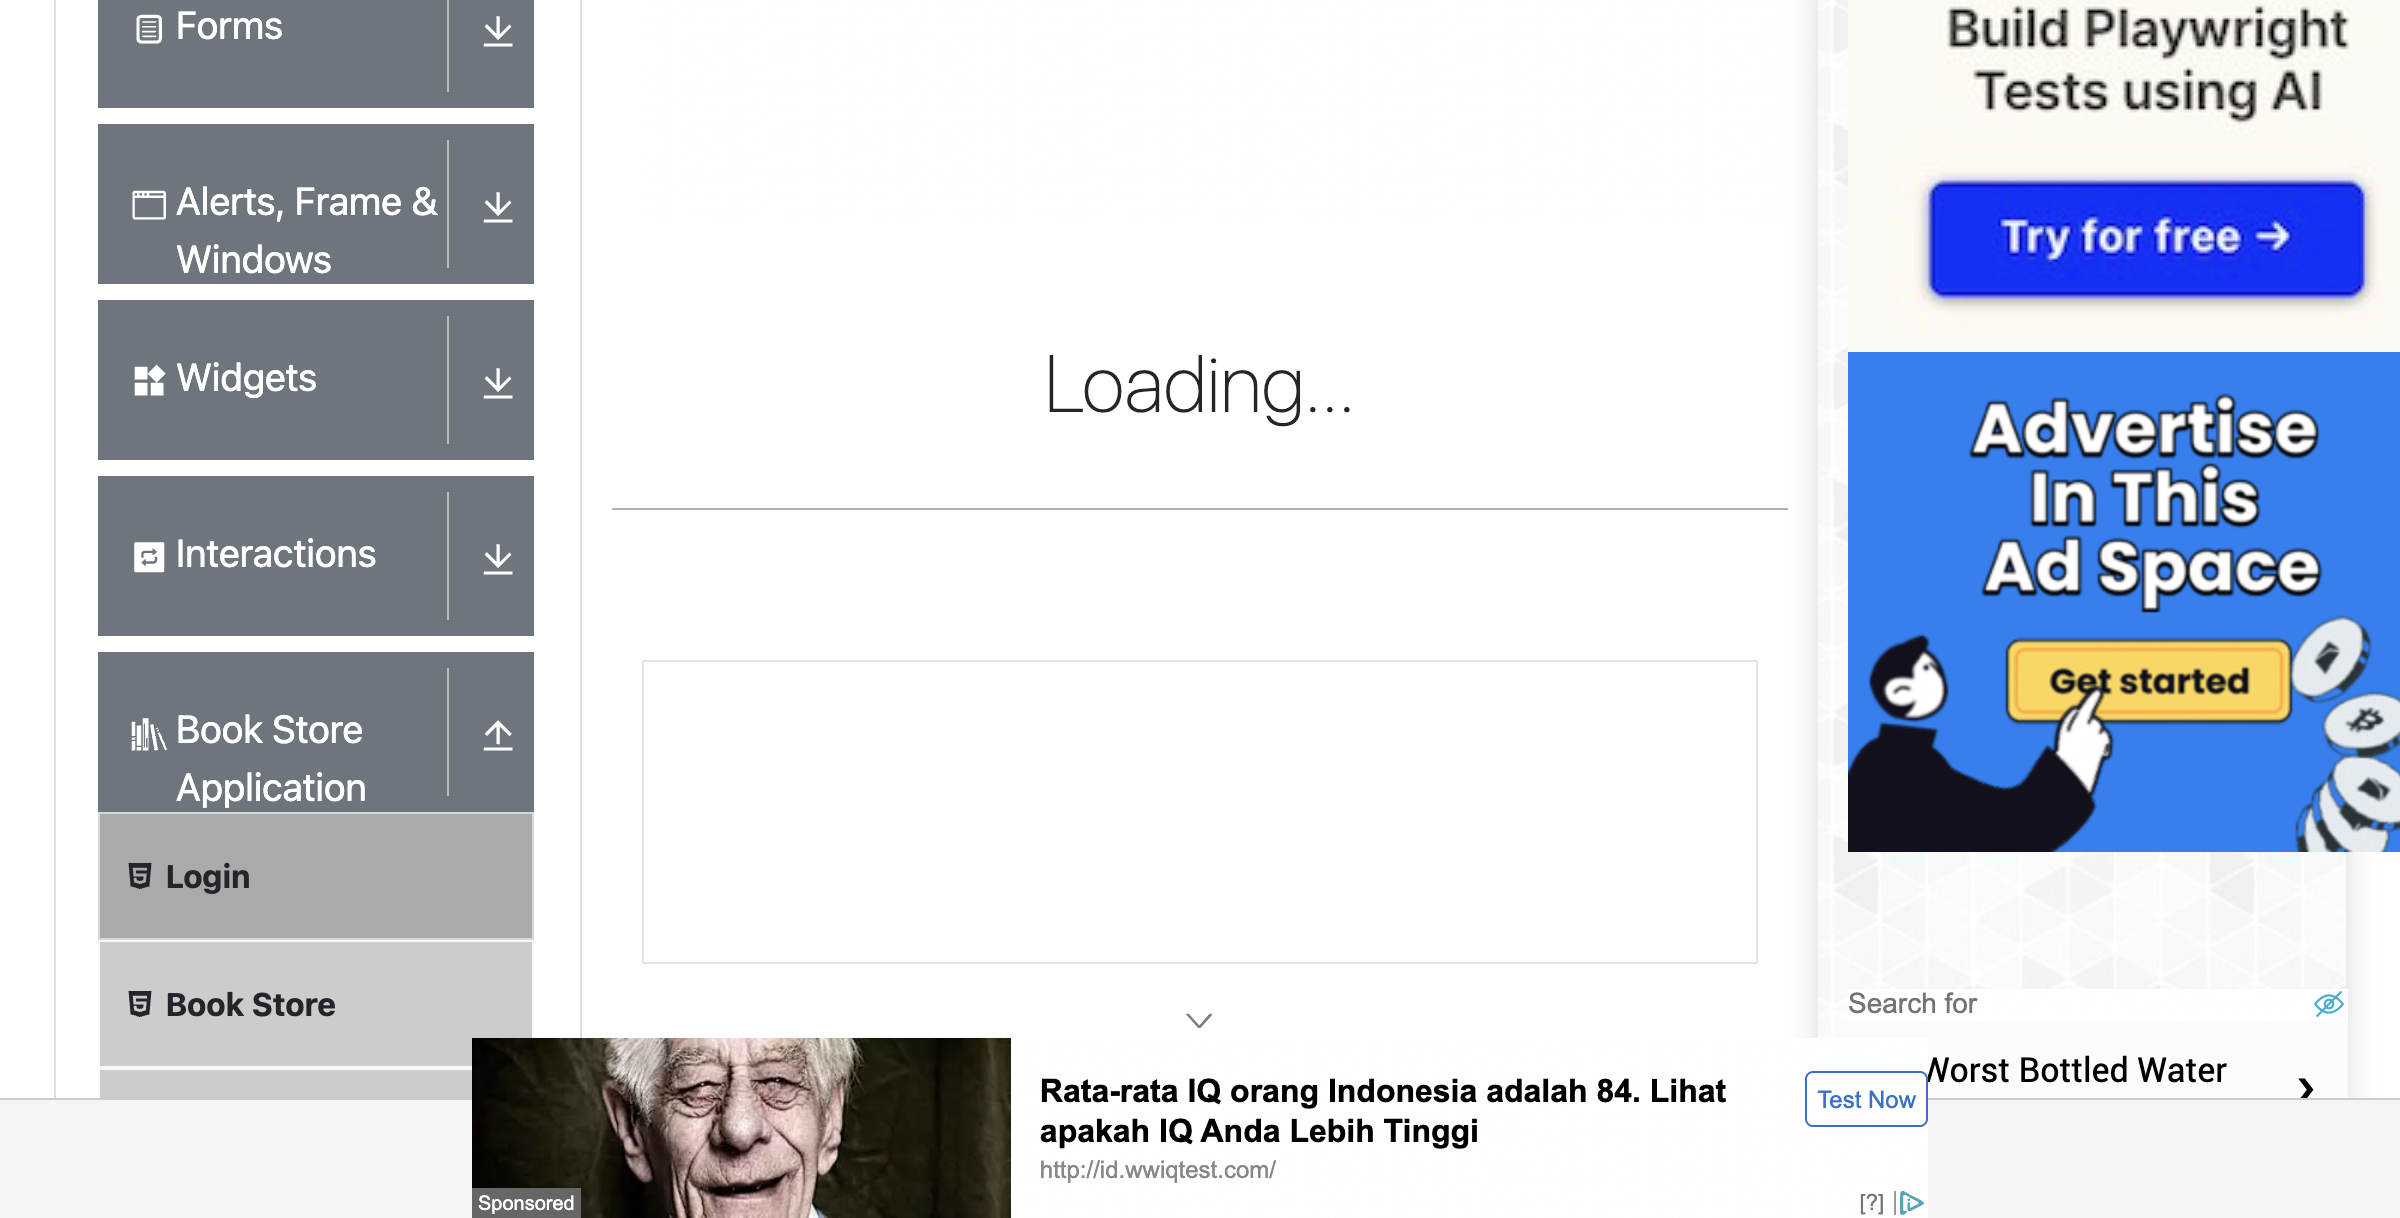 Forms
Alerts, Frame &
Windows
Widgets
Interactions
Book Store
Application
Login
Book Store
Loading...
Build Playwright
Tests using AI
Try for free →
Advertise
In This
Ad Space
Get started
Search for
Worst Bottled Water
Rata-rata IQ orang Indonesia adalah 84. Lihat
apakah IQ Anda Lebih Tinggi
http://id.wwiqtest.com/
Test Now
Sponsored
[?]